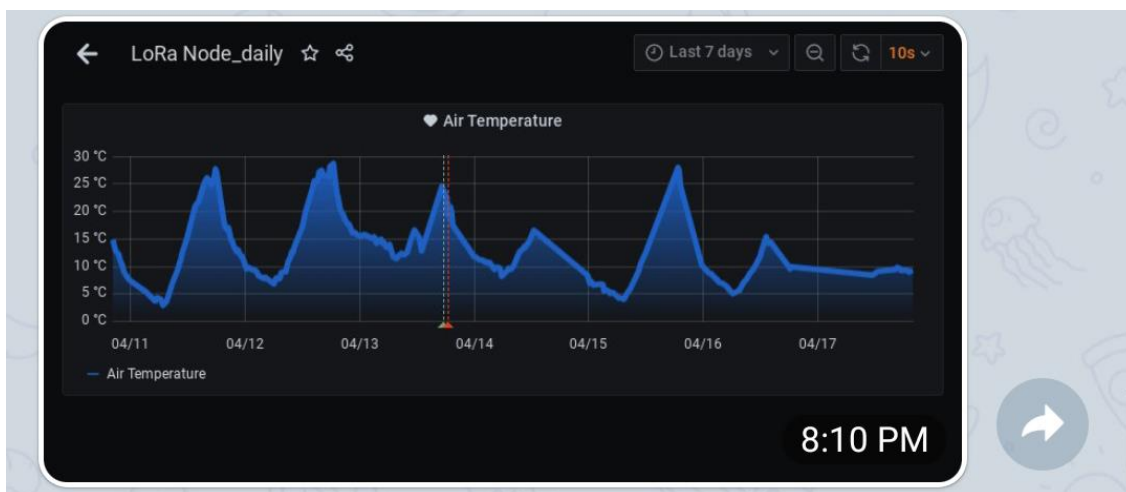 LoRa Node_daily
Last 7 days
10s
Air Temperature
30 °C
25 °C
20 °C
15 °C
10 °C
5 °C
0 °C
04/11 04/12 04/13 04/14 04/15 04/16 04/17
Air Temperature
8:10 PM